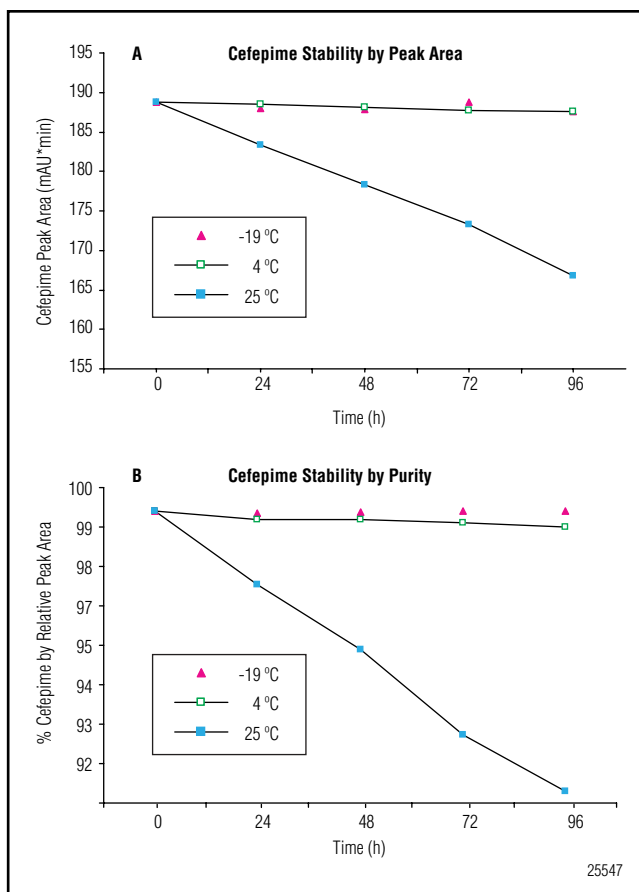 A Cefepime Stability by Peak Area
195
190
185
180
175
170
165
160
155
Cefepime Peak Area (mAU*min)
-19 ºC
4 ºC
25 ºC
0 24 48 72 96
Time (h)
B Cefepime Stability by Purity
100
99
98
97
95
94
93
92
% Cefepime by Relative Peak Area
-19 ºC
4 ºC
25 ºC
0 24 48 72 96
Time (h)
25547